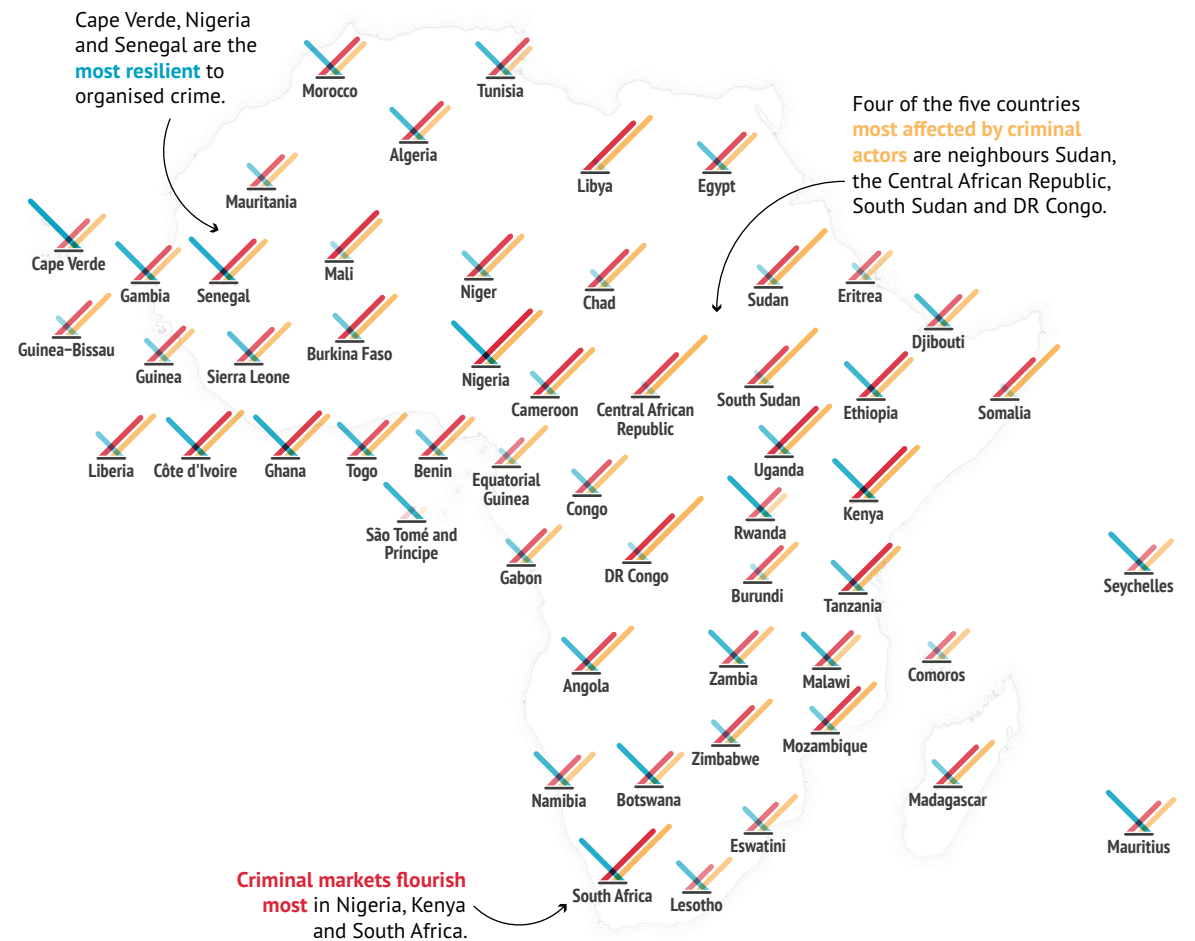 Cape Verde, Nigeria
and Senegal are the
most resilient to
organised crime.
Four of the five countries
most affected by criminal
actors are neighbours Sudan,
the Central African Republic,
South Sudan and DR Congo.
Morocco
Tunisia
Algeria
Libya
Egypt
Mauritania
Cape Verde
Gambia
Senegal
Mali
Niger
Chad
Sudan
Eritrea
Guinea–Bissau
Guinea
Sierra Leone
Burkina Faso
Nigeria
Cameroon
Central African
Republic
South Sudan
Ethiopia
Djibouti
Somalia
Liberia
Côte d'Ivoire
Ghana
Togo
Benin
Equatorial
Guinea
Congo
Uganda
Kenya
São Tomé and
Príncipe
Gabon
DR Congo
Rwanda
Burundi
Tanzania
Seychelles
Angola
Zambia
Malawi
Comoros
Zimbabwe
Mozambique
Namibia
Botswana
Madagascar
Eswatini
Mauritius
South Africa
Lesotho
Criminal markets flourish
most in Nigeria, Kenya
and South Africa.